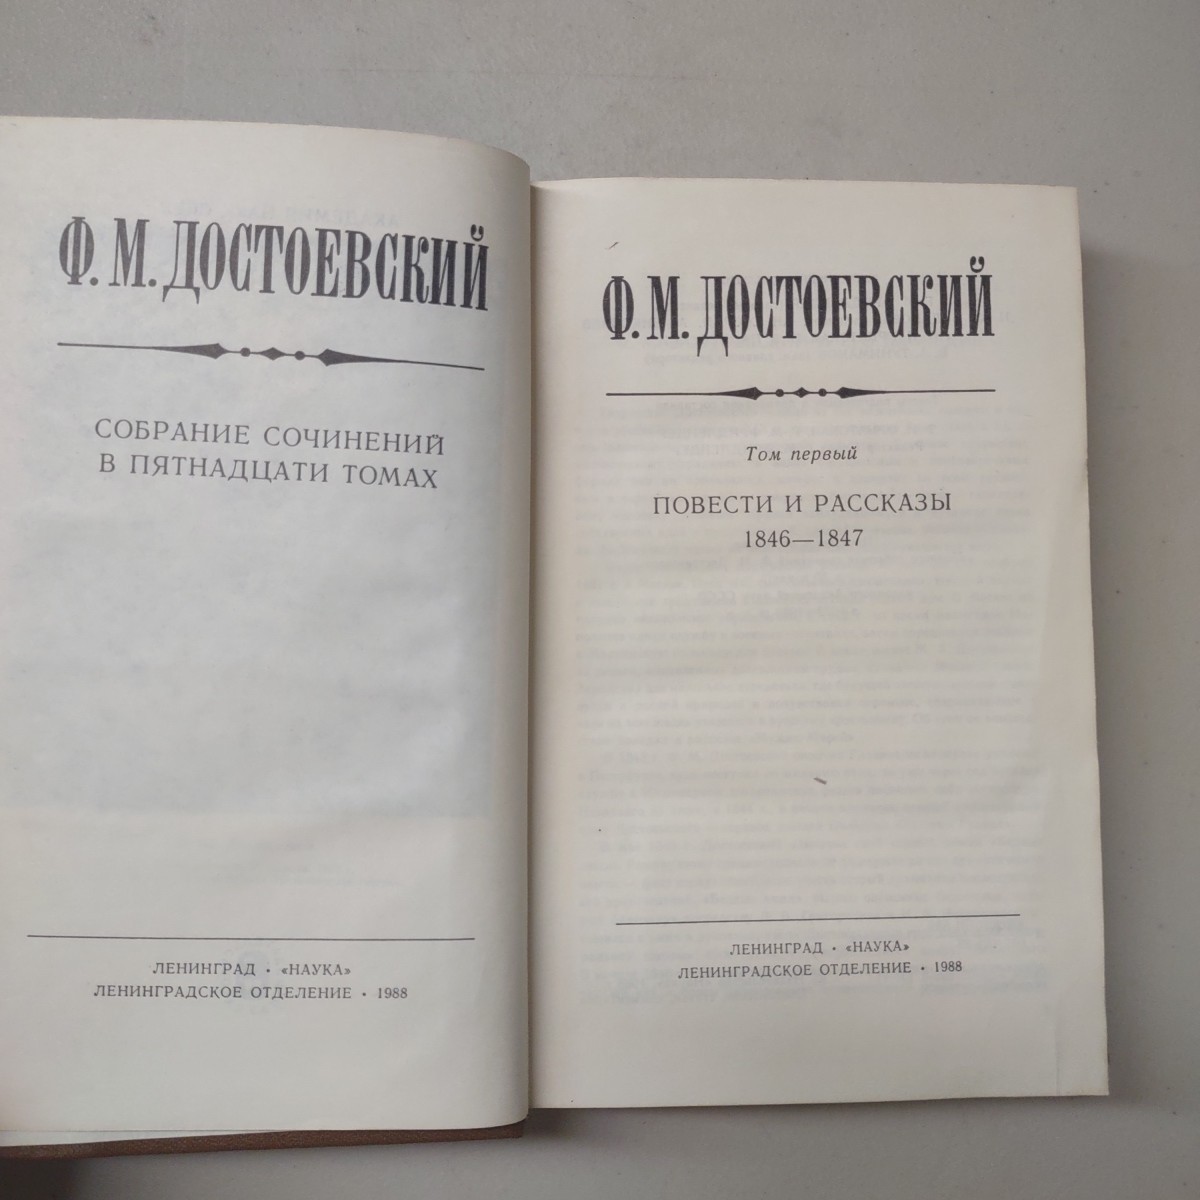 Ф. М. ДОСТОЕВСКИЙ
СОБРАНИЕ СОЧИНЕНИЙ
В ПЯТНАДЦАТИ ТОМАХ
ЛЕНИНГРАД • «НАУКА»
ЛЕНИНГРАДСКОЕ ОТДЕЛЕНИЕ • 1988
Ф. М. ДОСТОЕВСКИЙ
Том первый
ПОВЕСТИ И РАССКАЗЫ
1846—1847
ЛЕНИНГРАД • «НАУКА»
ЛЕНИНГРАДСКОЕ ОТДЕЛЕНИЕ • 1988